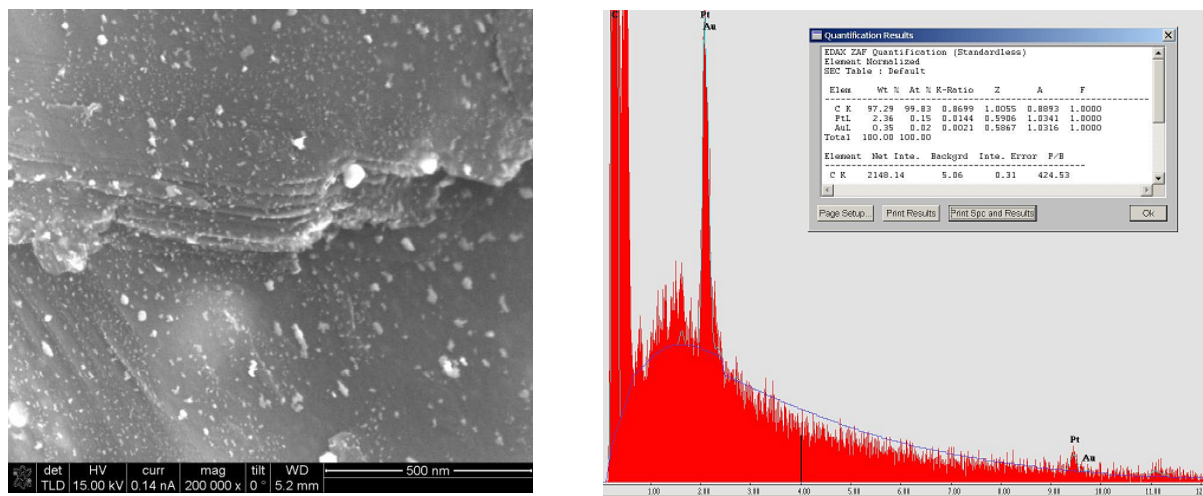 det HV curr mag tilt WD
TLD 15.00 kV 0.14 nA 200 000 x 0 ° 5.2 mm
500 nm
C
Pt
Au
Quantification Results
EDAX ZAF Quantification (Standardless)
Element Normalized
SEC Table : Default
Elem Wt % At % K-Ratio Z A F
C K 97.29 99.83 0.8699 1.0055 0.8893 1.0000
PtL 2.36 0.15 0.0144 0.5906 1.0341 1.0000
AuL 0.35 0.02 0.0021 0.5867 1.0316 1.0000
Total 100.00 100.00
Element Net Inte. Backgrd Inte. Error P/B
C K 2148.14 5.06 0.31 424.53
Page Setup... Print Results Print Spc and Results Ok
Pt
Au
1.00 2.00 3.00 4.00 5.00 6.00 7.00 8.00 9.00 10.00 11.00